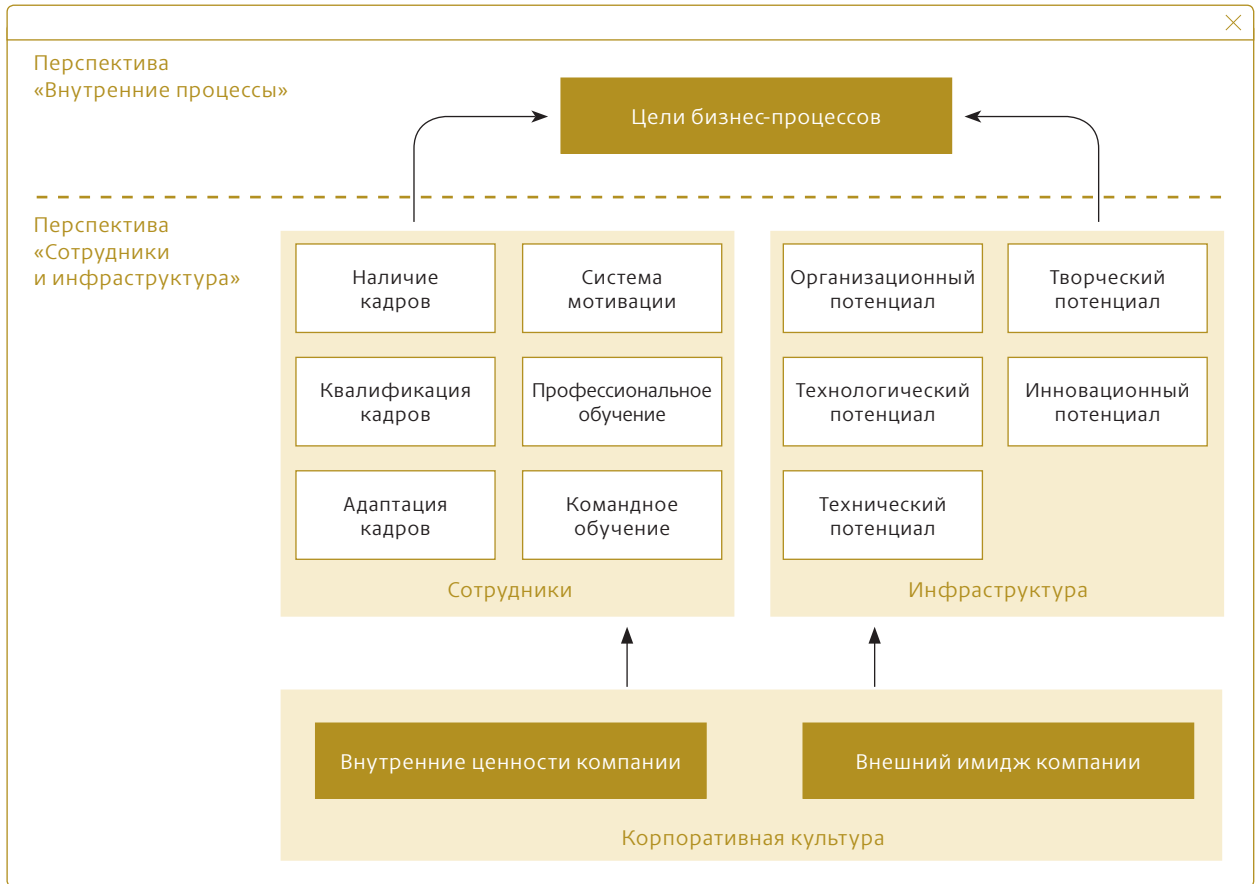 Перспектива
«Внутренние процессы»
Цели бизнес-процессов
Перспектива
«Сотрудники
и инфраструктура»
Наличие
кадров
Система
мотивации
Квалификация
кадров
Профессиональное
обучение
Адаптация
кадров
Командное
обучение
Сотрудники
Организационный
потенциал
Творческий
потенциал
Технологический
потенциал
Инновационный
потенциал
Технический
потенциал
Инфраструктура
Внутренние ценности компании
Внешний имидж компании
Корпоративная культура